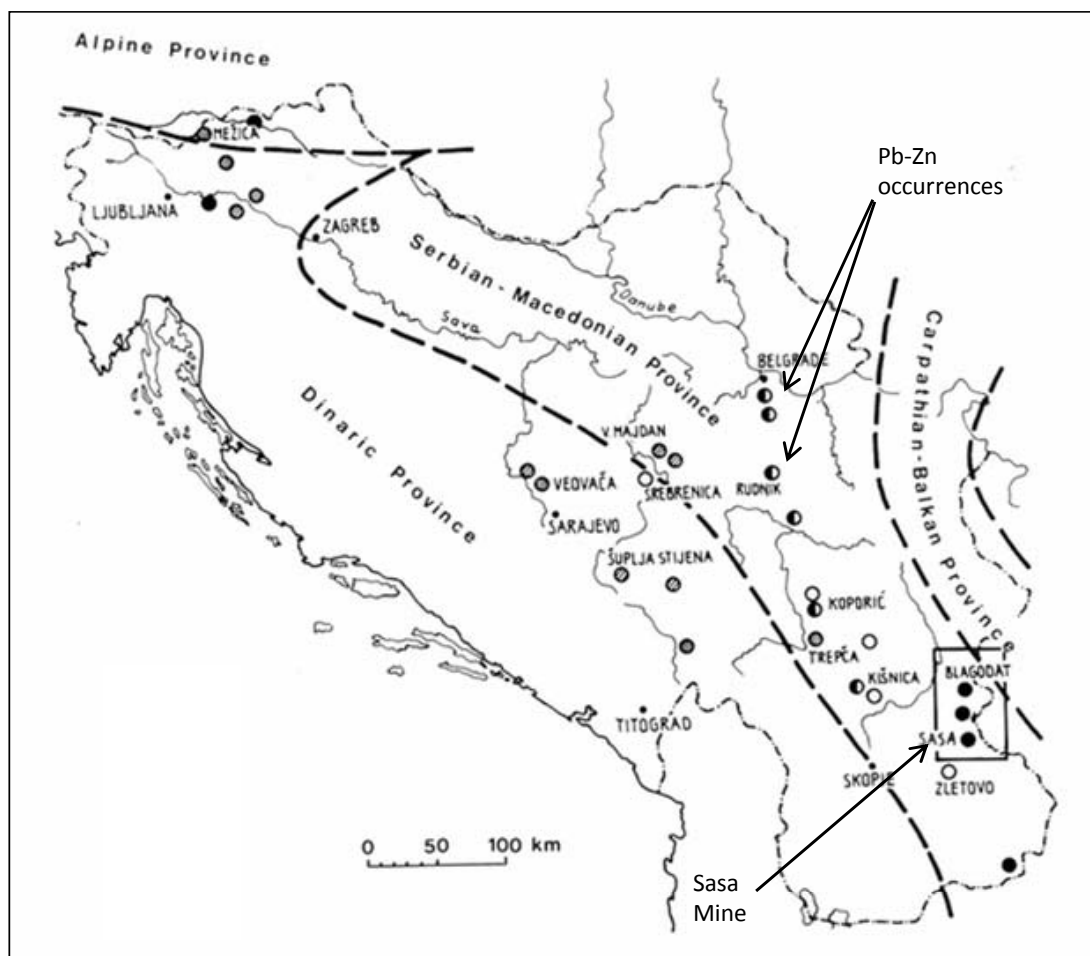 Alpine Province
MEŽICA
LJUBLJANA
ZAGREB
Serbian-Macedonian Province
Danube
Sava
Pb-Zn
occurrences
BELGRADE
Carpathian-Balkan Province
Dinaric Province
V. MAJDAN
VEOVAČA
SREBRENICA
RUDNIK
SARAJEVO
ŠUPLJA STIJENA
KOPORIĆ
TREPČA
KIŠNICA
BLAGODAT
TITOGRAD
SASA
SKOPJE
ZLETOVO
0 50 100 km
Sasa
Mine